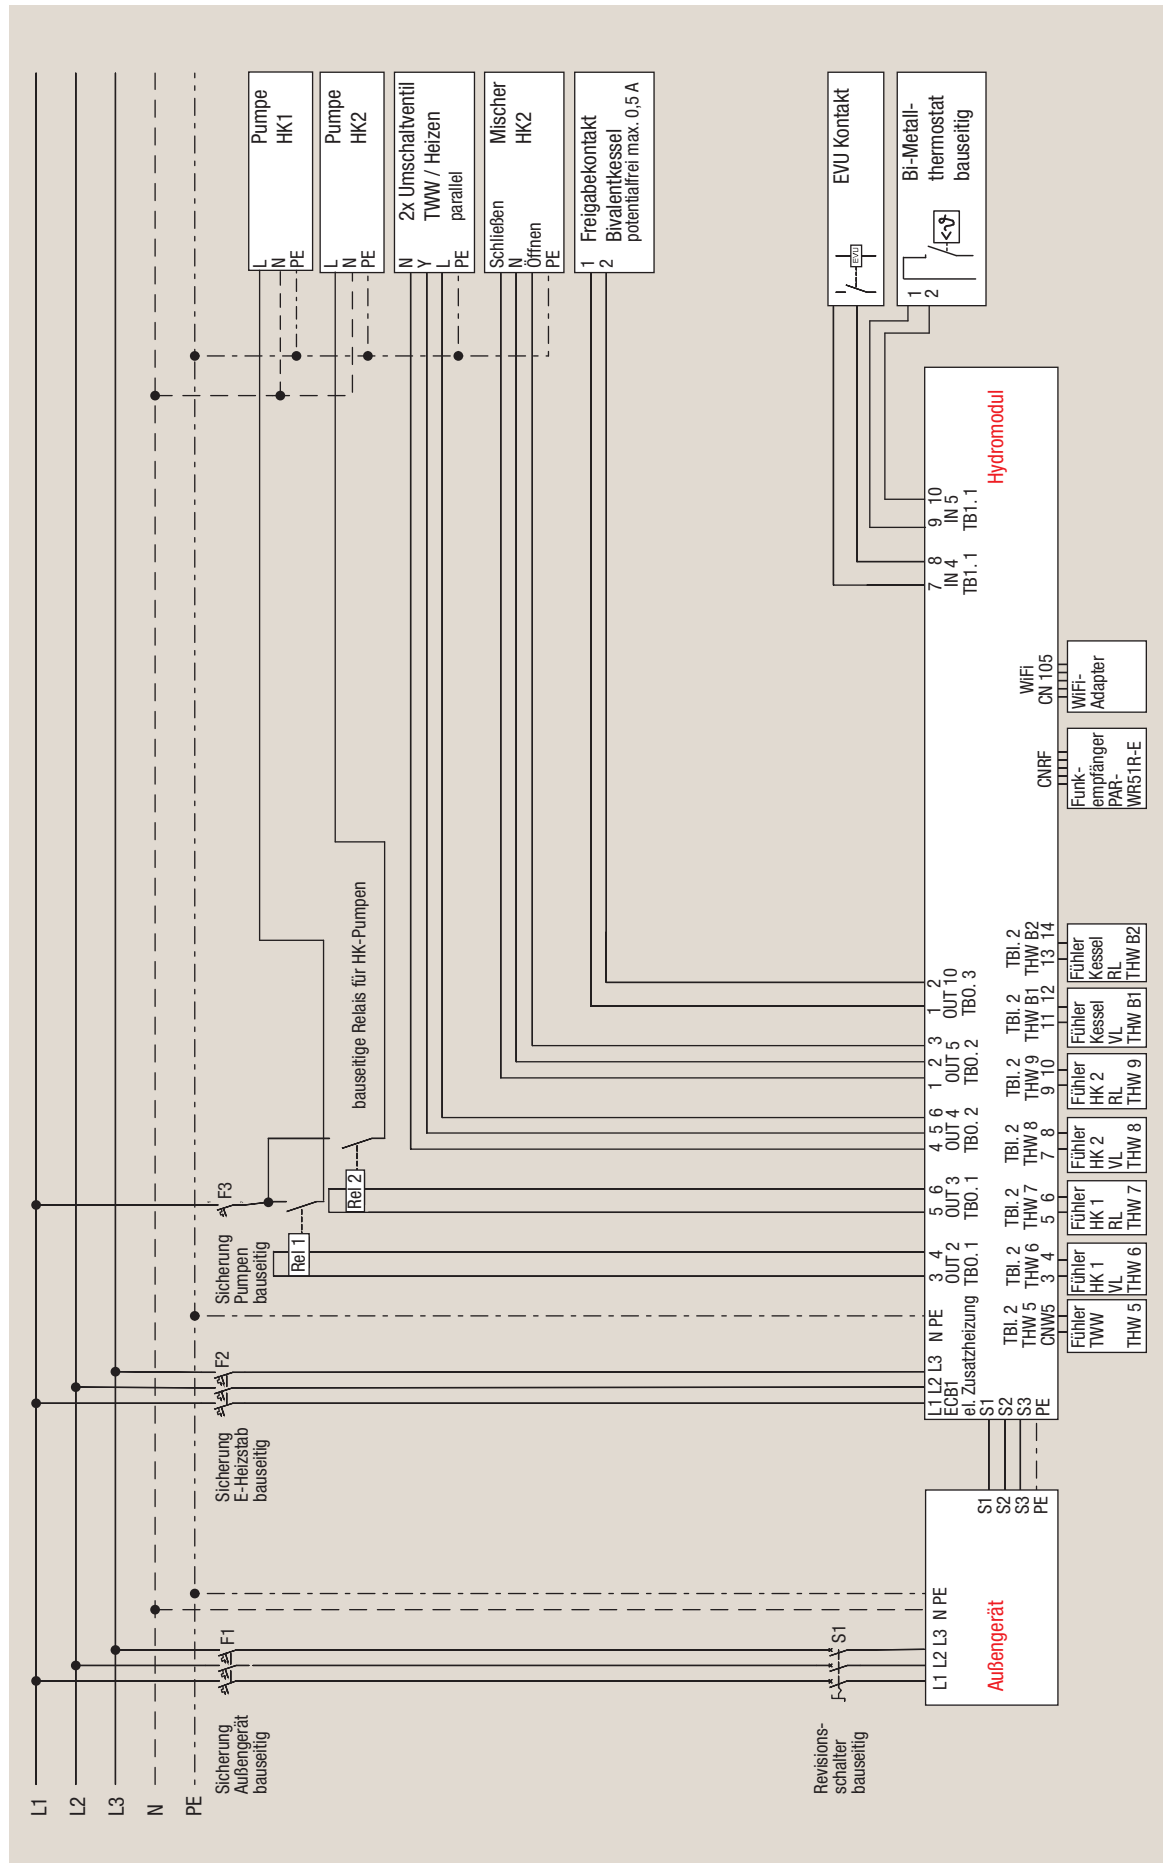 L1
L2
L3
N
PE
Sicherung
Außengerät
bauseitig
F1
Sicherung
E-Heizstab
bauseitig
F2
Sicherung
Pumpen
bauseitig
F3
Rel 1
Rel 2
bauseitige Relais für HK-Pumpen
Pumpe
HK1
L
N
PE
Pumpe
HK2
L
N
PE
2x Umschaltventil
TWW / Heizen
parallel
N
Y
L
PE
Mischer
HK2
Schließen
N
Öffnen
PE
Freigabekontakt
Bivalentkessel
potentialfrei max. 0,5 A
1
2
EVU Kontakt
EVU
Bi-Metall-
thermostat
bauseitig
1
2
<ϑ
Revisions-
schalter
bauseitig
S1
L1 L2 L3 N PE
Außengerät
S1
S2
S3
PE
L1 L2 L3 N PE
ECB1
el. Zusatzheizung
S1
S2
S3
PE
3 4
OUT 2
TBO. 1
5 6
OUT 3
TBO. 1
4 5 6
OUT 4
TBO. 2
1 2 3
OUT 5
TBO. 2
1 2
OUT 10
TBO. 3
7 8
IN 4
TB1. 1
9 10
IN 5
TB1. 1
Hydromodul
TBI. 2
THW 5
CNW5
TBI. 2
THW 6
3 4
TBI. 2
THW 7
5 6
TBI. 2
THW 8
7 8
TBI. 2
THW 9
9 10
TBI. 2
THW B1
11 12
TBI. 2
THW B2
13 14
CNRF
WiFi
CN 105
Fühler
TWW
THW 5
Fühler
HK 1
VL
THW 6
Fühler
HK 1
RL
THW 7
Fühler
HK 2
VL
THW 8
Fühler
HK 2
RL
THW 9
Fühler
Kessel
VL
THW B1
Fühler
Kessel
RL
THW B2
Funk-
empfänger
PAR-
WR51R-E
WiFi-
Adapter